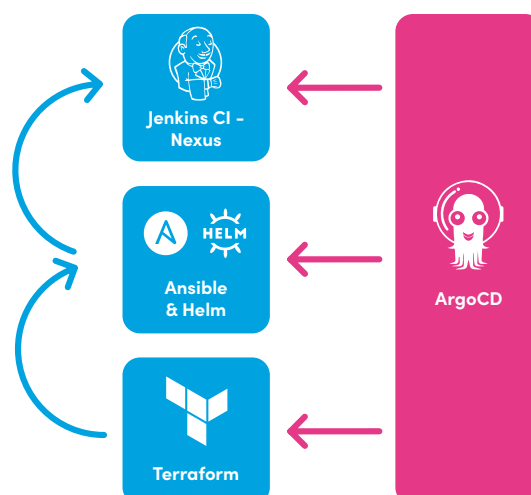 Jenkins CI -
Nexus
HELM
Ansible
& Helm
ArgoCD
Terraform